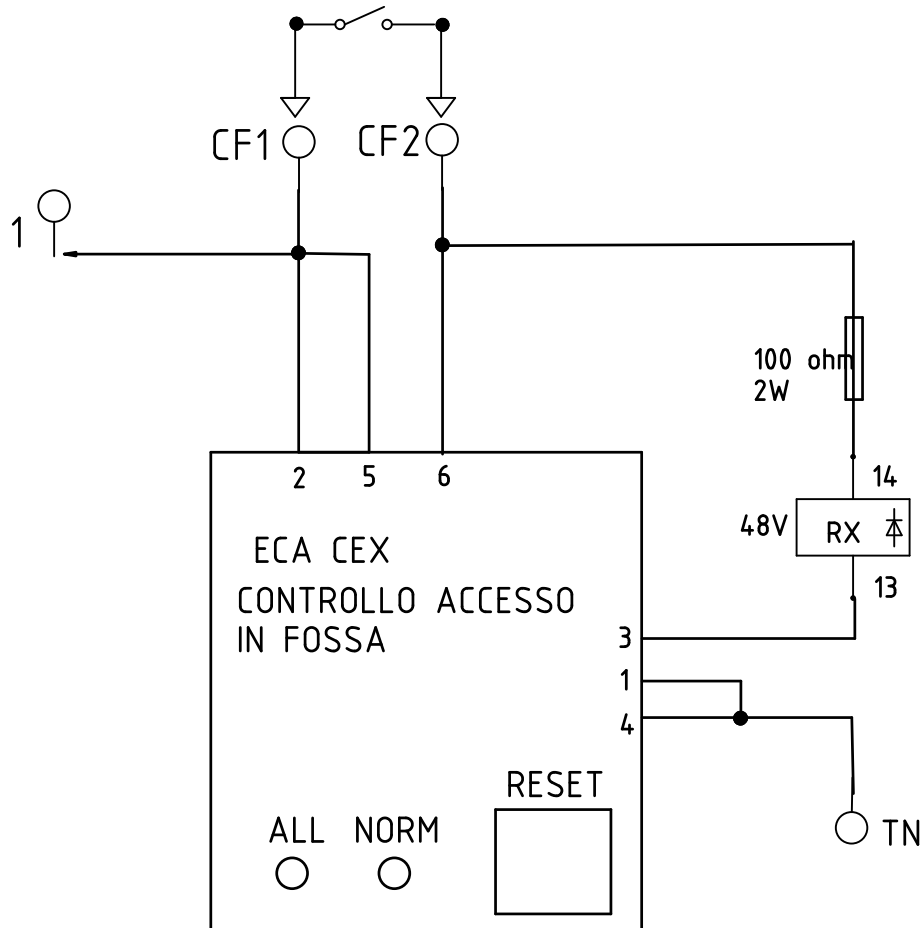 CF1
CF2
1
100 ohm
2W
2
5
6
14
48V
RX
13
ECA CEX
CONTROLLO ACCESSO
IN FOSSA
3
1
4
RESET
ALL
NORM
TN